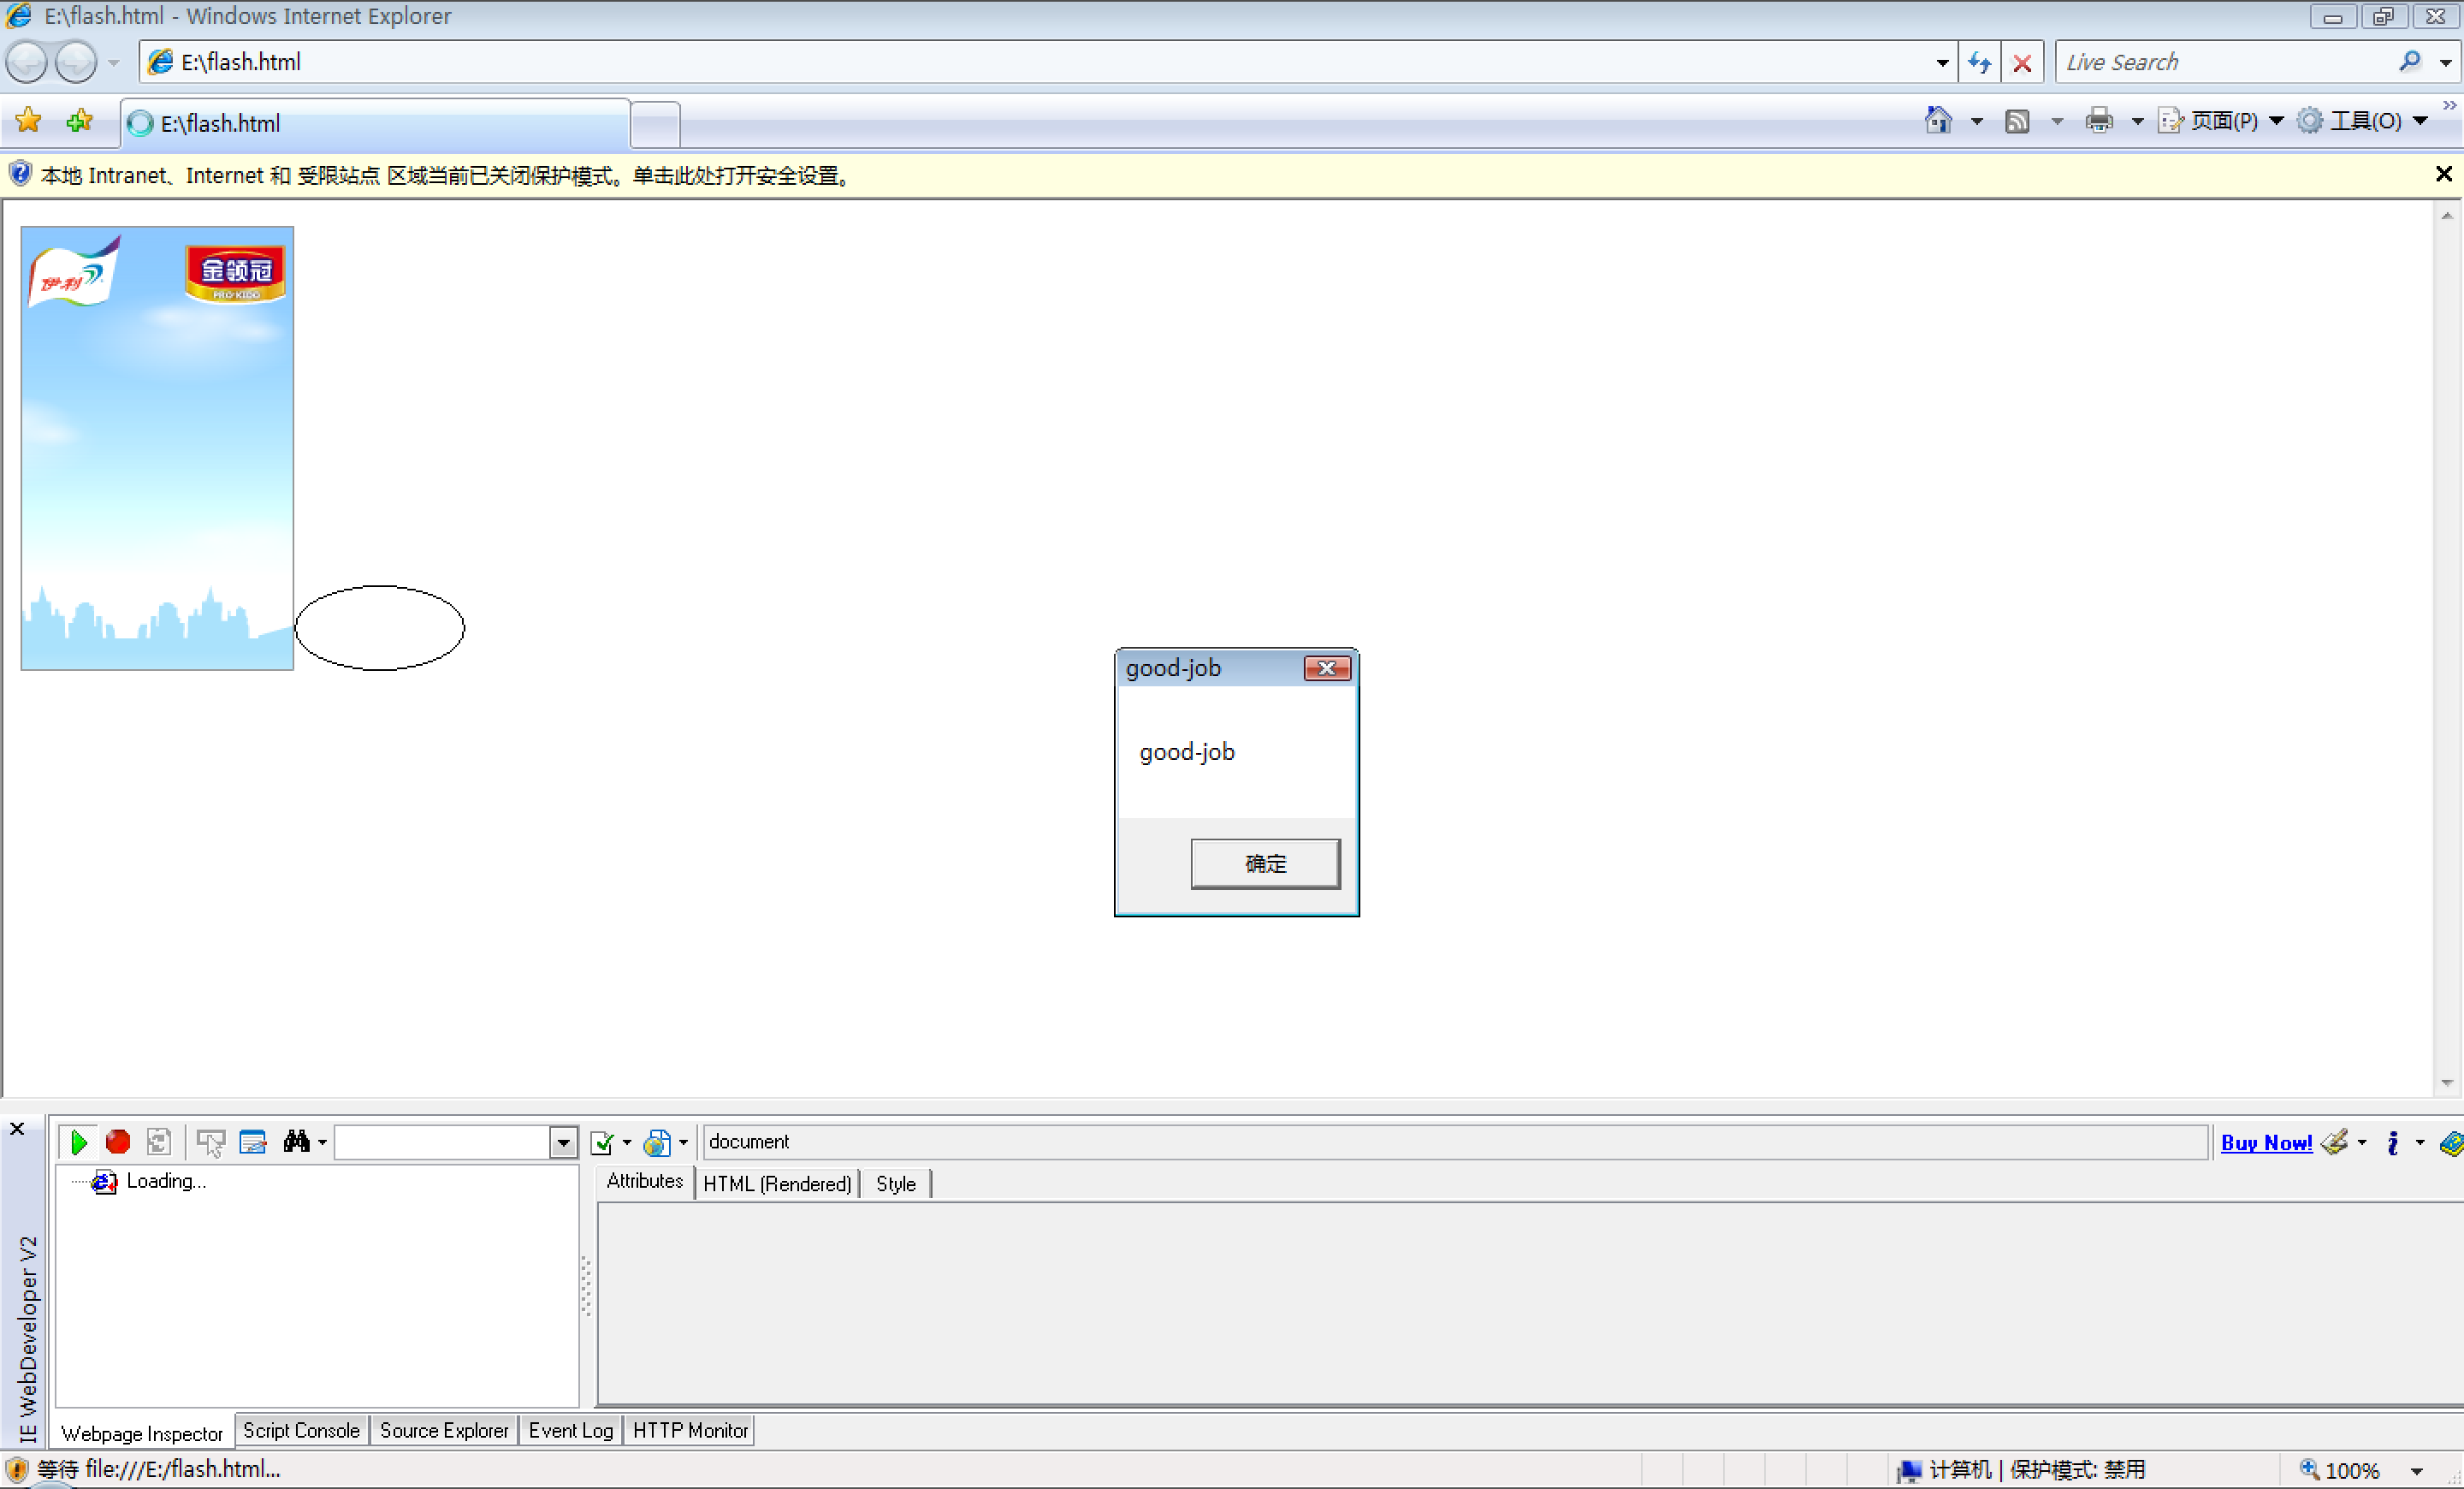 E:\flash.html - Windows Internet Explorer
E:\flash.html
Live Search
E:\flash.html
页面(P)
工具(O)
本地 Intranet、Internet 和 受限站点 区域当前已关闭保护模式。单击此处打开安全设置。
伊利
金领冠
PRO-KIDO
good-job
good-job
确定
document
Buy Now!
Loading...
Attributes
HTML (Rendered)
Style
IE WebDeveloper V2
Webpage Inspector
Script Console
Source Explorer
Event Log
HTTP Monitor
等待 file:///E:/flash.html...
计算机 | 保护模式: 禁用
100%